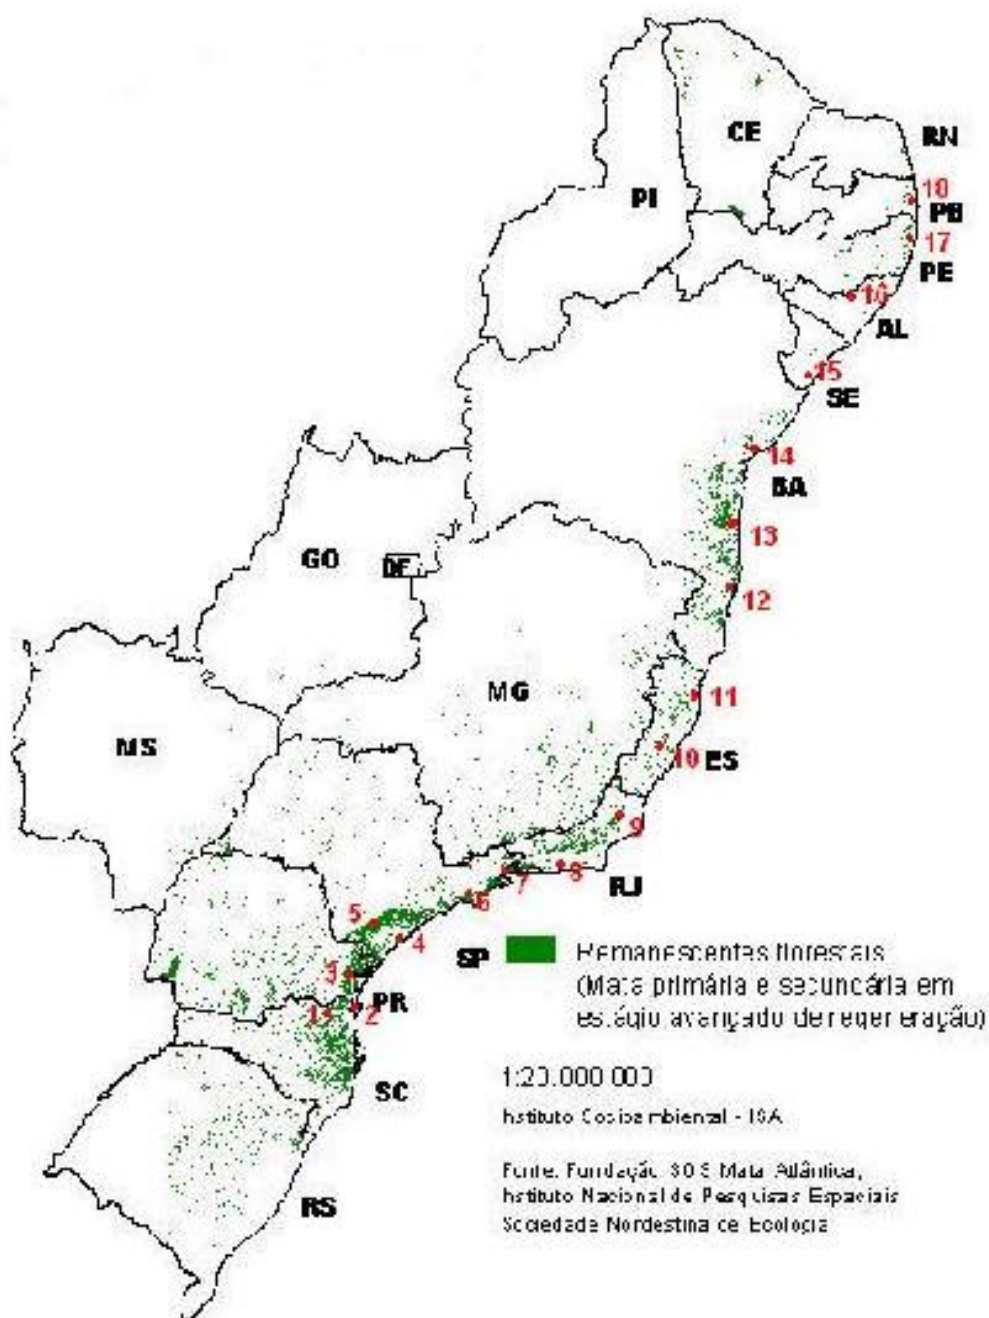 CE
RN
18
PB
PI
17
PE
16
AL
15
SE
14
BA
13
GO
DF
12
MG
11
MS
10 ES
9
8
7
RJ
6
5
4
SP
Remanescentes florestais
3
(Mata primária e secundária em
PR
1
2
estágio avançado de regeneração)
1:20.000.000
SC
Instituto Socioambiental - ISA
Fonte: Fundação SOS Mata Atlântica,
Instituto Nacional de Pesquisas Espaciais
RS
Sociedade Nordestina de Ecologia